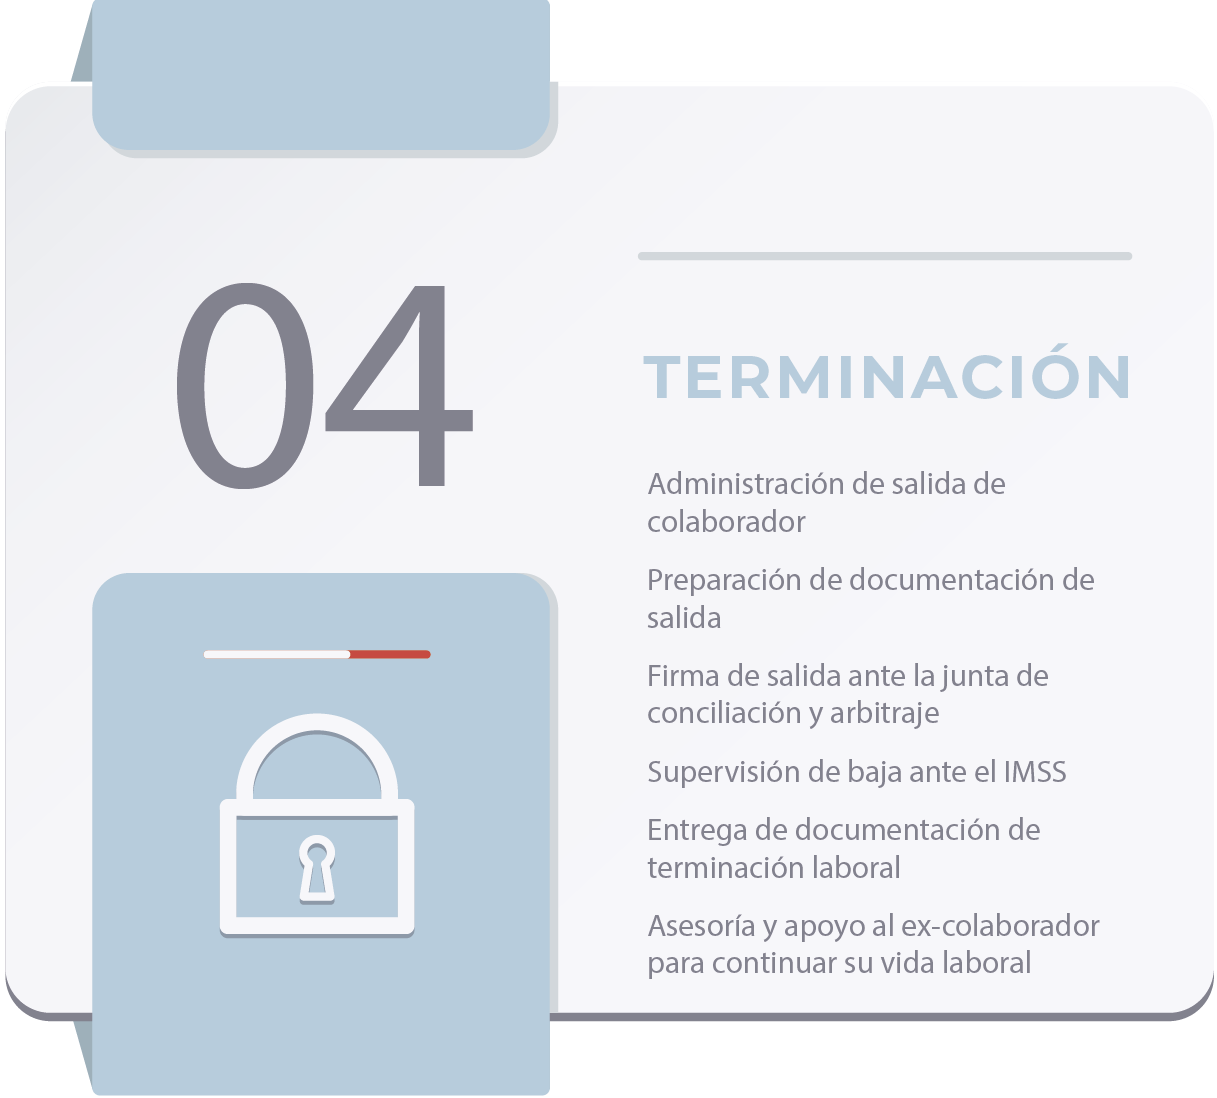 04
TERMINACIÓN
Administración de salida de
colaborador
Preparación de documentación de
salida
Firma de salida ante la junta de
conciliación y arbitraje
Supervisión de baja ante el IMSS
Entrega de documentación de
terminación laboral
Asesoría y apoyo al ex-colaborador
para continuar su vida laboral